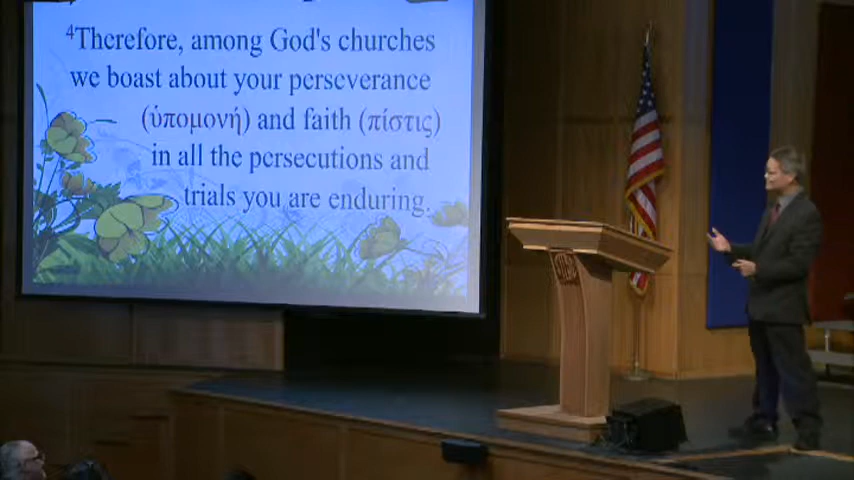 ⁴Therefore, among God's churches
we boast about your perseverance
(ὑπομονή) and faith (πίστις)
in all the persecutions and
trials you are enduring.